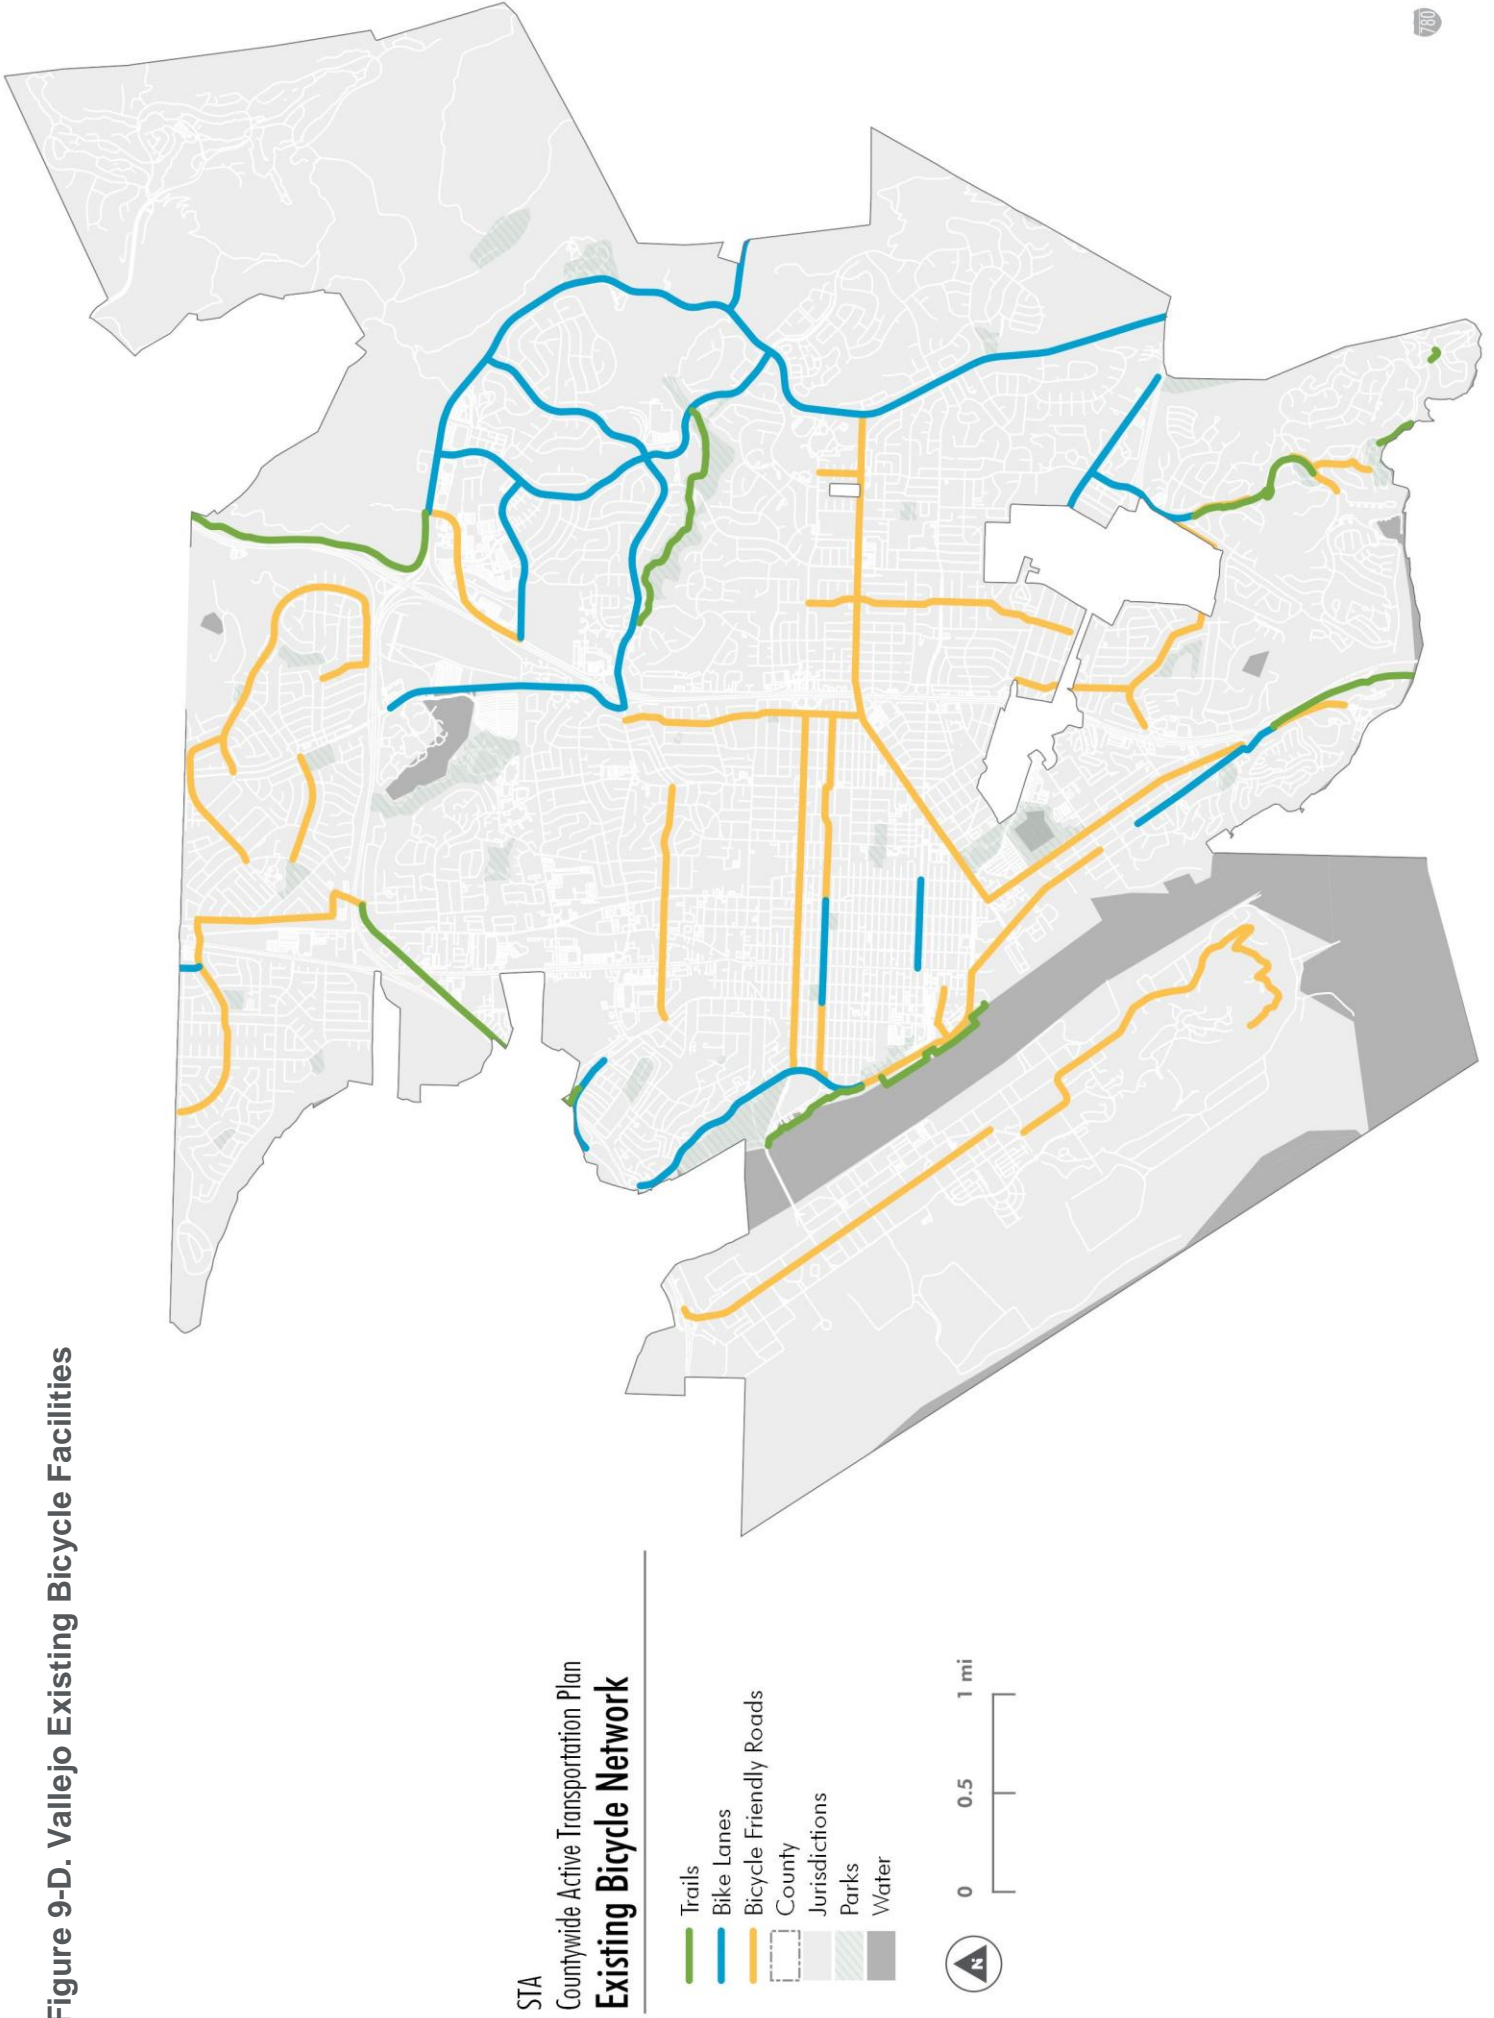 Figure 9-D. Vallejo Existing Bicycle Facilities
STA
Countywide Active Transportation Plan
Existing Bicycle Network
Trails
Bike Lanes
Bicycle Friendly Roads
County
Jurisdictions
Parks
Water
0 0.5 1 mi
N
780